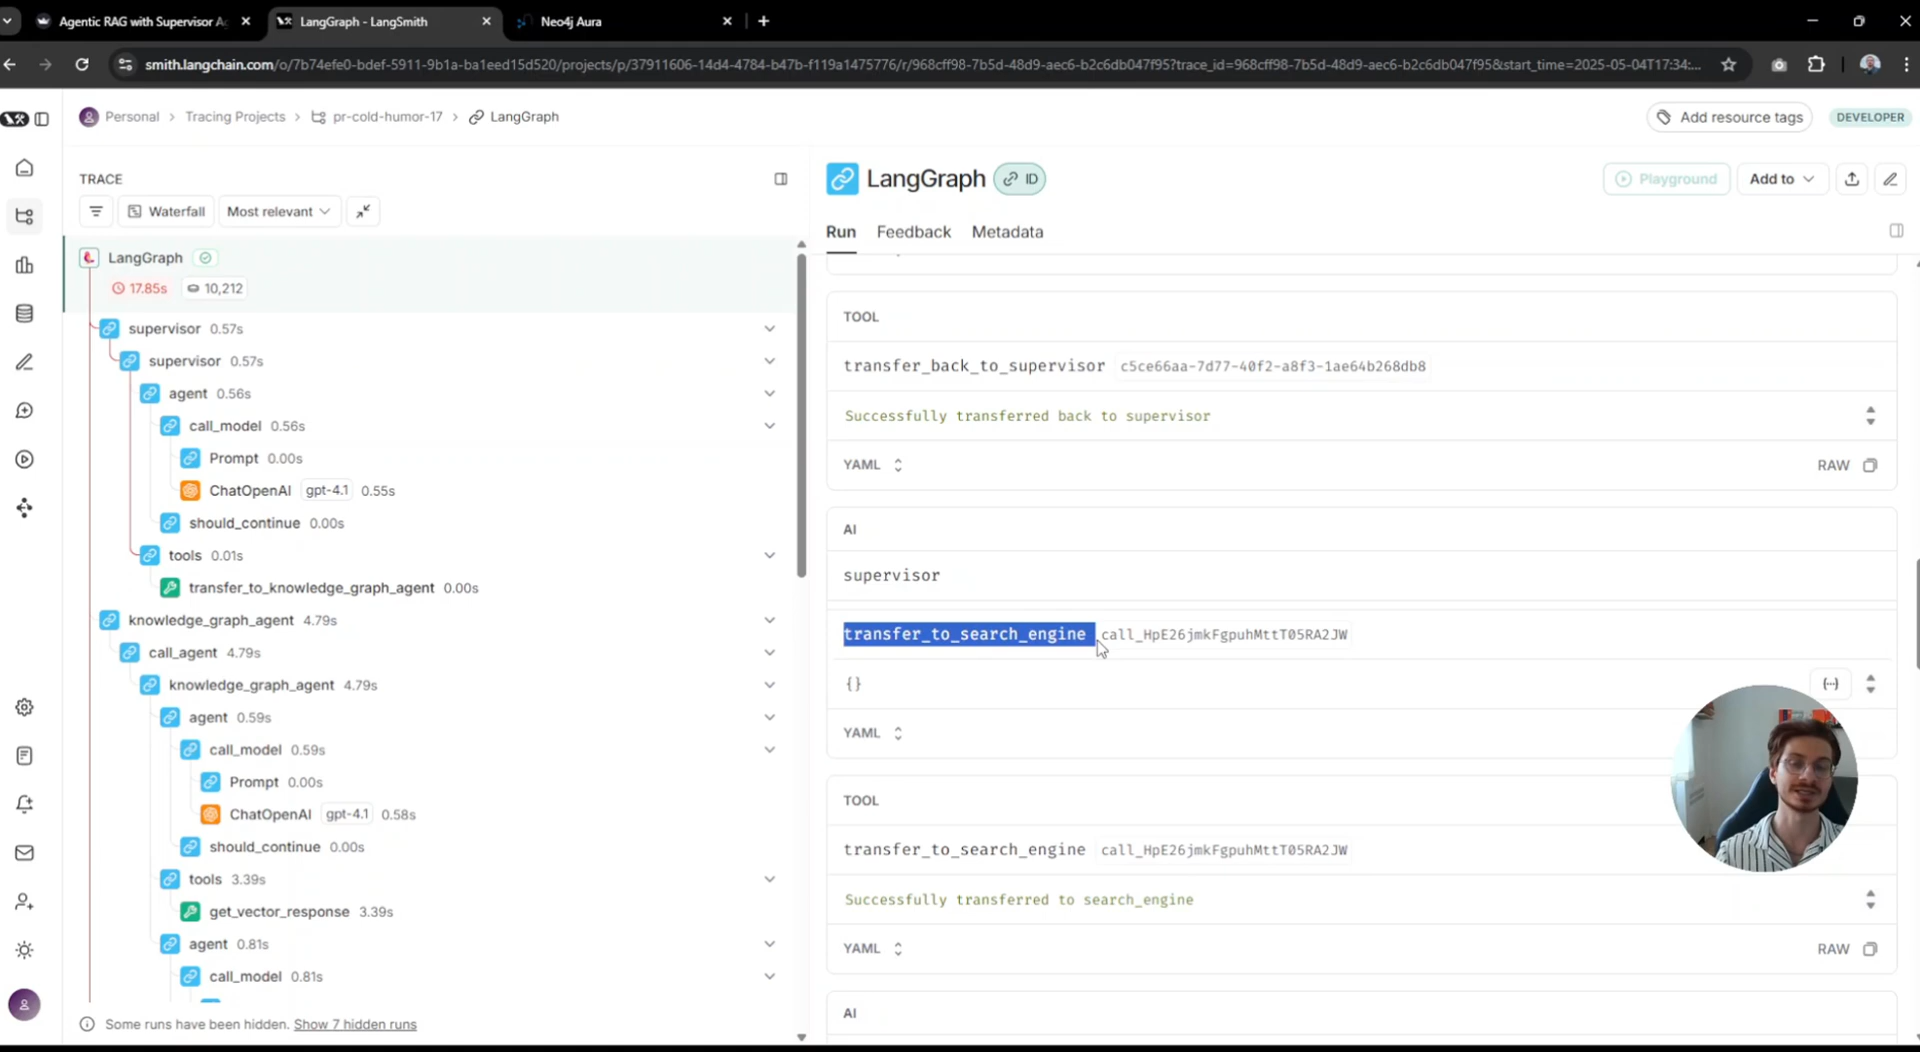 Agentic RAG with Supervisor A
LangGraph - LangSmith
Neo4j Aura
smith.langchain.com/o/7b74efe0-bdef-5911-9b1a-ba1eed15d520/projects/p/37911606-14d4-4784-b47b-f119a1475776/r/968cff98-7b5d-48d9-aec6-b2c6db047f95?trace_id=968cff98-7b5d-48d9-aec6-b2c6db047f95&start_time=2025-05-04T17:34:...
Personal > Tracing Projects > pr-cold-humor-17 > LangGraph
Add resource tags
DEVELOPER
TRACE
Waterfall
Most relevant
LangGraph
17.85s 10,212
supervisor 0.57s
supervisor 0.57s
agent 0.56s
call_model 0.56s
Prompt 0.00s
ChatOpenAI gpt-4.1 0.55s
should_continue 0.00s
tools 0.01s
transfer_to_knowledge_graph_agent 0.00s
knowledge_graph_agent 4.79s
call_agent 4.79s
knowledge_graph_agent 4.79s
agent 0.59s
call_model 0.59s
Prompt 0.00s
ChatOpenAI gpt-4.1 0.58s
should_continue 0.00s
tools 3.39s
get_vector_response 3.39s
agent 0.81s
call_model 0.81s
Some runs have been hidden. Show 7 hidden runs
LangGraph ID
Playground
Add to
Run Feedback Metadata
TOOL
transfer_back_to_supervisor c5ce66aa-7d77-40f2-a8f3-1ae64b268db8
Successfully transferred back to supervisor
YAML RAW
AI
supervisor
transfer_to_search_engine call_HpE26jmkFgpuhMttT05RA2JW
{}
YAML
TOOL
transfer_to_search_engine call_HpE26jmkFgpuhMttT05RA2JW
Successfully transferred to search_engine
YAML RAW
AI